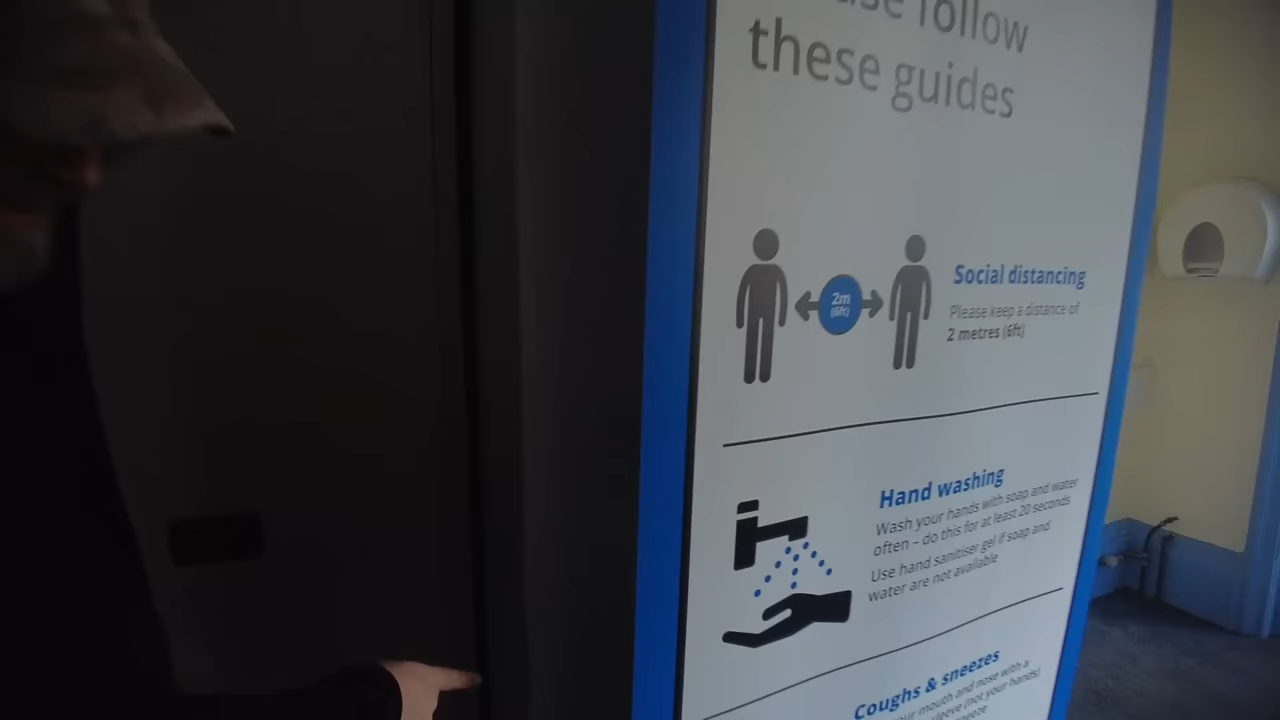 follow
these guides
2m
(6ft)
Social distancing
Please keep a distance of
2 metres (6ft)
Hand washing
Wash your hands with soap and water
often – do this for at least 20 seconds
Use hand sanitiser gel if soap and
water are not available
Coughs & sneezes
mouth and nose with a
sleeve (not your hands)